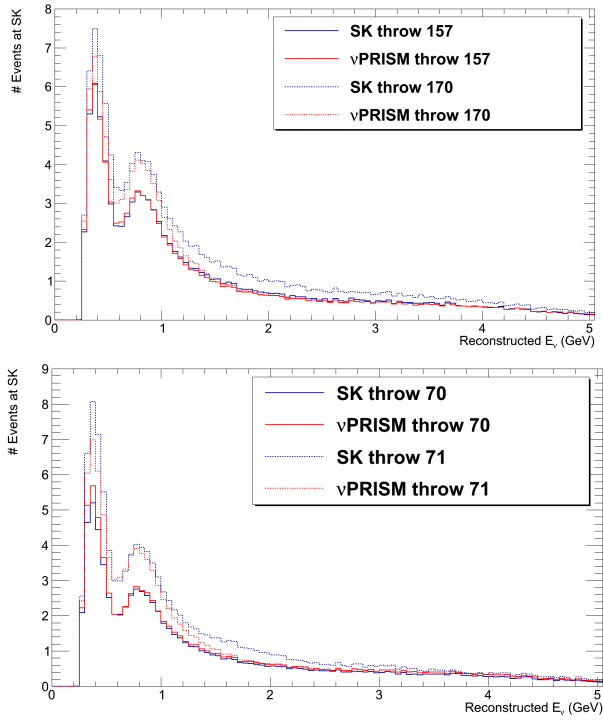 8
7
6
5
4
3
2
1
0
# Events at SK
SK throw 157
νPRISM throw 157
SK throw 170
νPRISM throw 170
0 1 2 3 4 5
Reconstructed Eν (GeV)
9
8
7
6
5
4
3
2
1
0
# Events at SK
SK throw 70
νPRISM throw 70
SK throw 71
νPRISM throw 71
0 1 2 3 4 5
Reconstructed Eν (GeV)